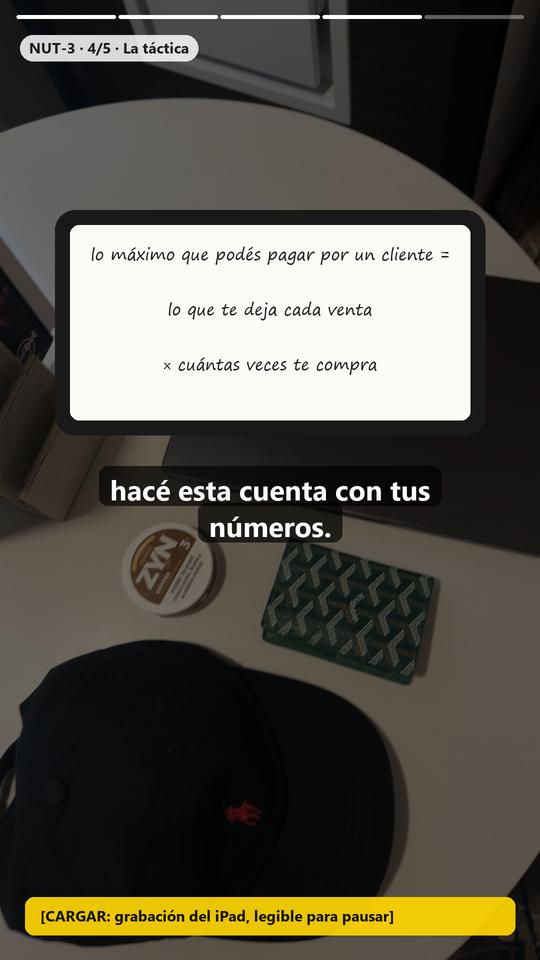 NUT-3 · 4/5 · La táctica
lo máximo que podés pagar por un cliente =
lo que te deja cada venta
× cuántas veces te compra
hacé esta cuenta con tus
números.
ZYN
3
[CARGAR: grabación del iPad, legible para pausar]